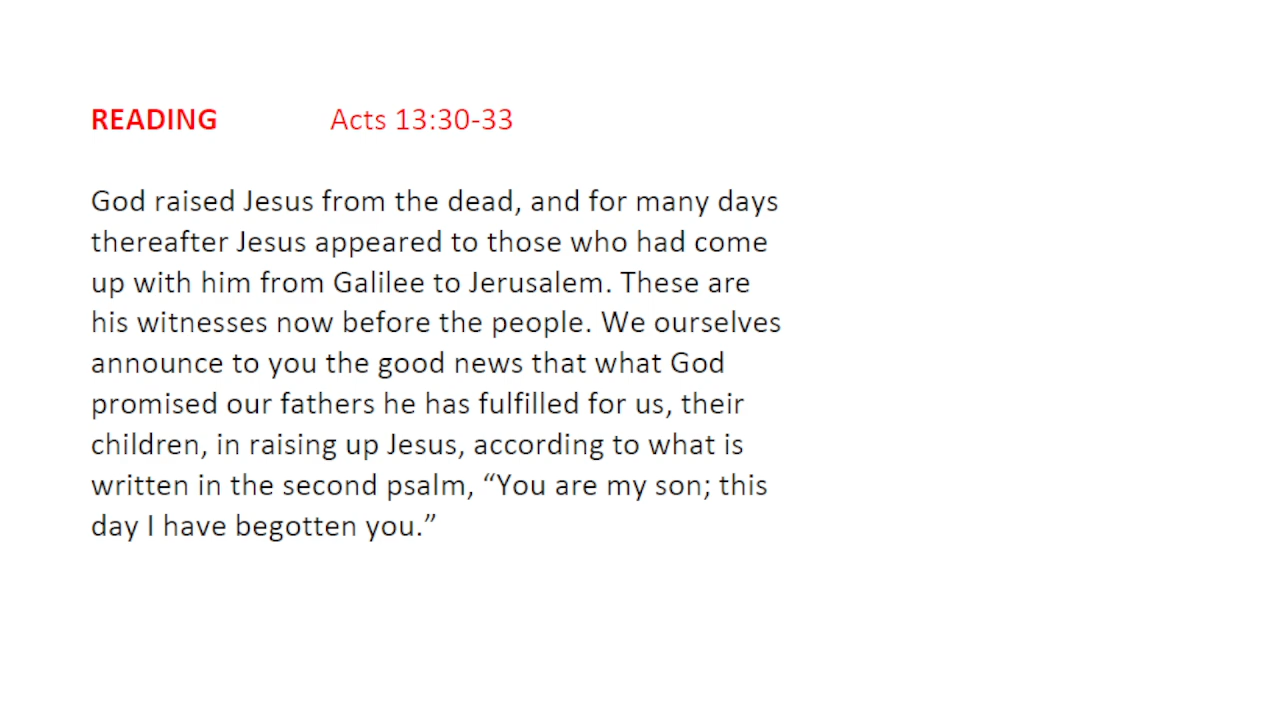 READING Acts 13:30-33
God raised Jesus from the dead, and for many days
thereafter Jesus appeared to those who had come
up with him from Galilee to Jerusalem. These are
his witnesses now before the people. We ourselves
announce to you the good news that what God
promised our fathers he has fulfilled for us, their
children, in raising up Jesus, according to what is
written in the second psalm, “You are my son; this
day I have begotten you.”